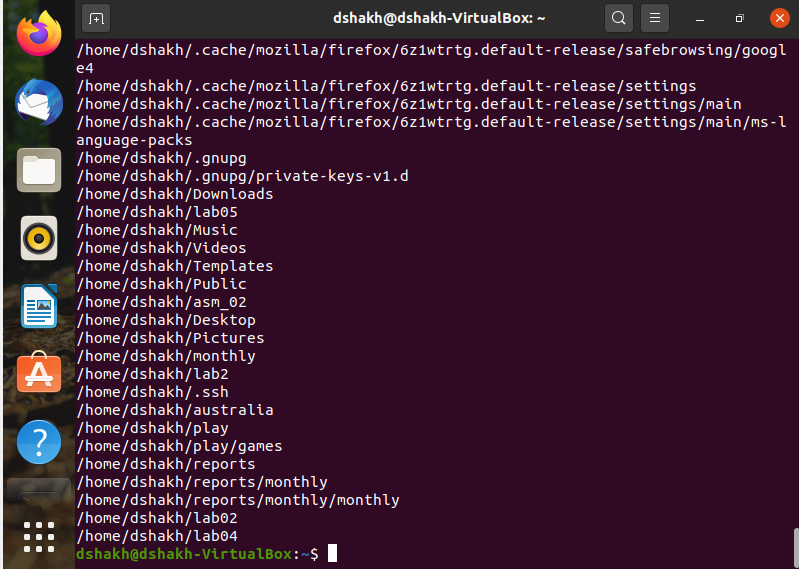 dshakh@dshakh-VirtualBox: ~
/home/dshakh/.cache/mozilla/firefox/6z1wtrtg.default-release/safebrowsing/googl
e4
/home/dshakh/.cache/mozilla/firefox/6z1wtrtg.default-release/settings
/home/dshakh/.cache/mozilla/firefox/6z1wtrtg.default-release/settings/main
/home/dshakh/.cache/mozilla/firefox/6z1wtrtg.default-release/settings/main/ms-l
anguage-packs
/home/dshakh/.gnupg
/home/dshakh/.gnupg/private-keys-v1.d
/home/dshakh/Downloads
/home/dshakh/lab05
/home/dshakh/Music
/home/dshakh/Videos
/home/dshakh/Templates
/home/dshakh/Public
/home/dshakh/asm_02
/home/dshakh/Desktop
/home/dshakh/Pictures
/home/dshakh/monthly
/home/dshakh/lab2
/home/dshakh/.ssh
/home/dshakh/australia
/home/dshakh/play
/home/dshakh/play/games
/home/dshakh/reports
/home/dshakh/reports/monthly
/home/dshakh/reports/monthly/monthly
/home/dshakh/lab02
/home/dshakh/lab04
dshakh@dshakh-VirtualBox:~$